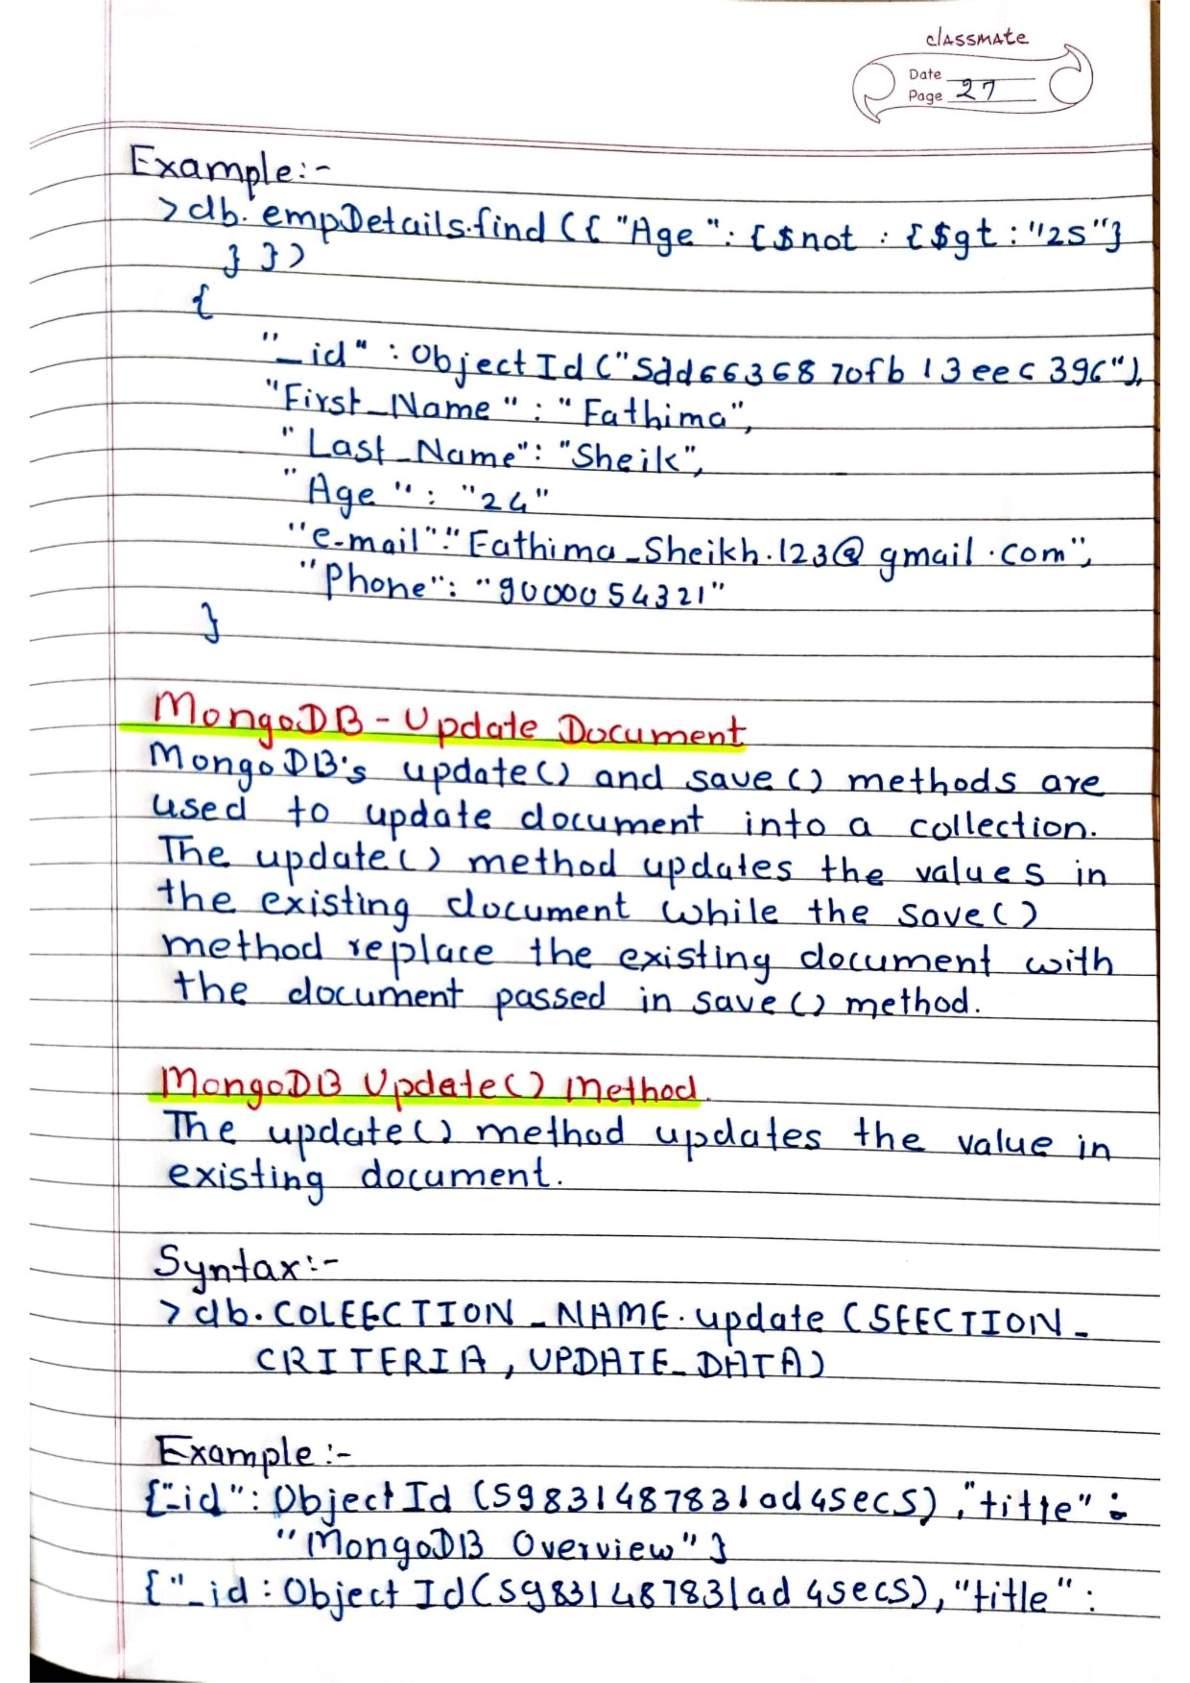 classmate
Date
Page 27
Example:-
>db.empDetails.find({ "Age": {$not : {$gt : "25"}
} })
{
"_id" : ObjectId("5dd6636870fb13eec396"),
"First_Name" : "Fathima",
"Last_Name": "Sheik",
"Age" : "24"
"e-mail":"Fathima_Sheikh.123@gmail.com",
"Phone": "9000054321"
}
MongoDB - Update Document
MongoDB's update() and save() methods are
used to update document into a collection.
The update() method updates the values in
the existing document while the save()
method replace the existing document with
the document passed in save() method.
MongoDB Update() Method.
The update() method updates the value in
existing document.
Syntax:-
>db.COLEECTION_NAME.update(SEECTION_
CRITERIA, UPDATE_DATA)
Example:-
{"_id": ObjectId(59831487831ad45ec5), "title":
"MongoDB Overview"}
{"_id : ObjectId(59831487831ad45ec5), "title":